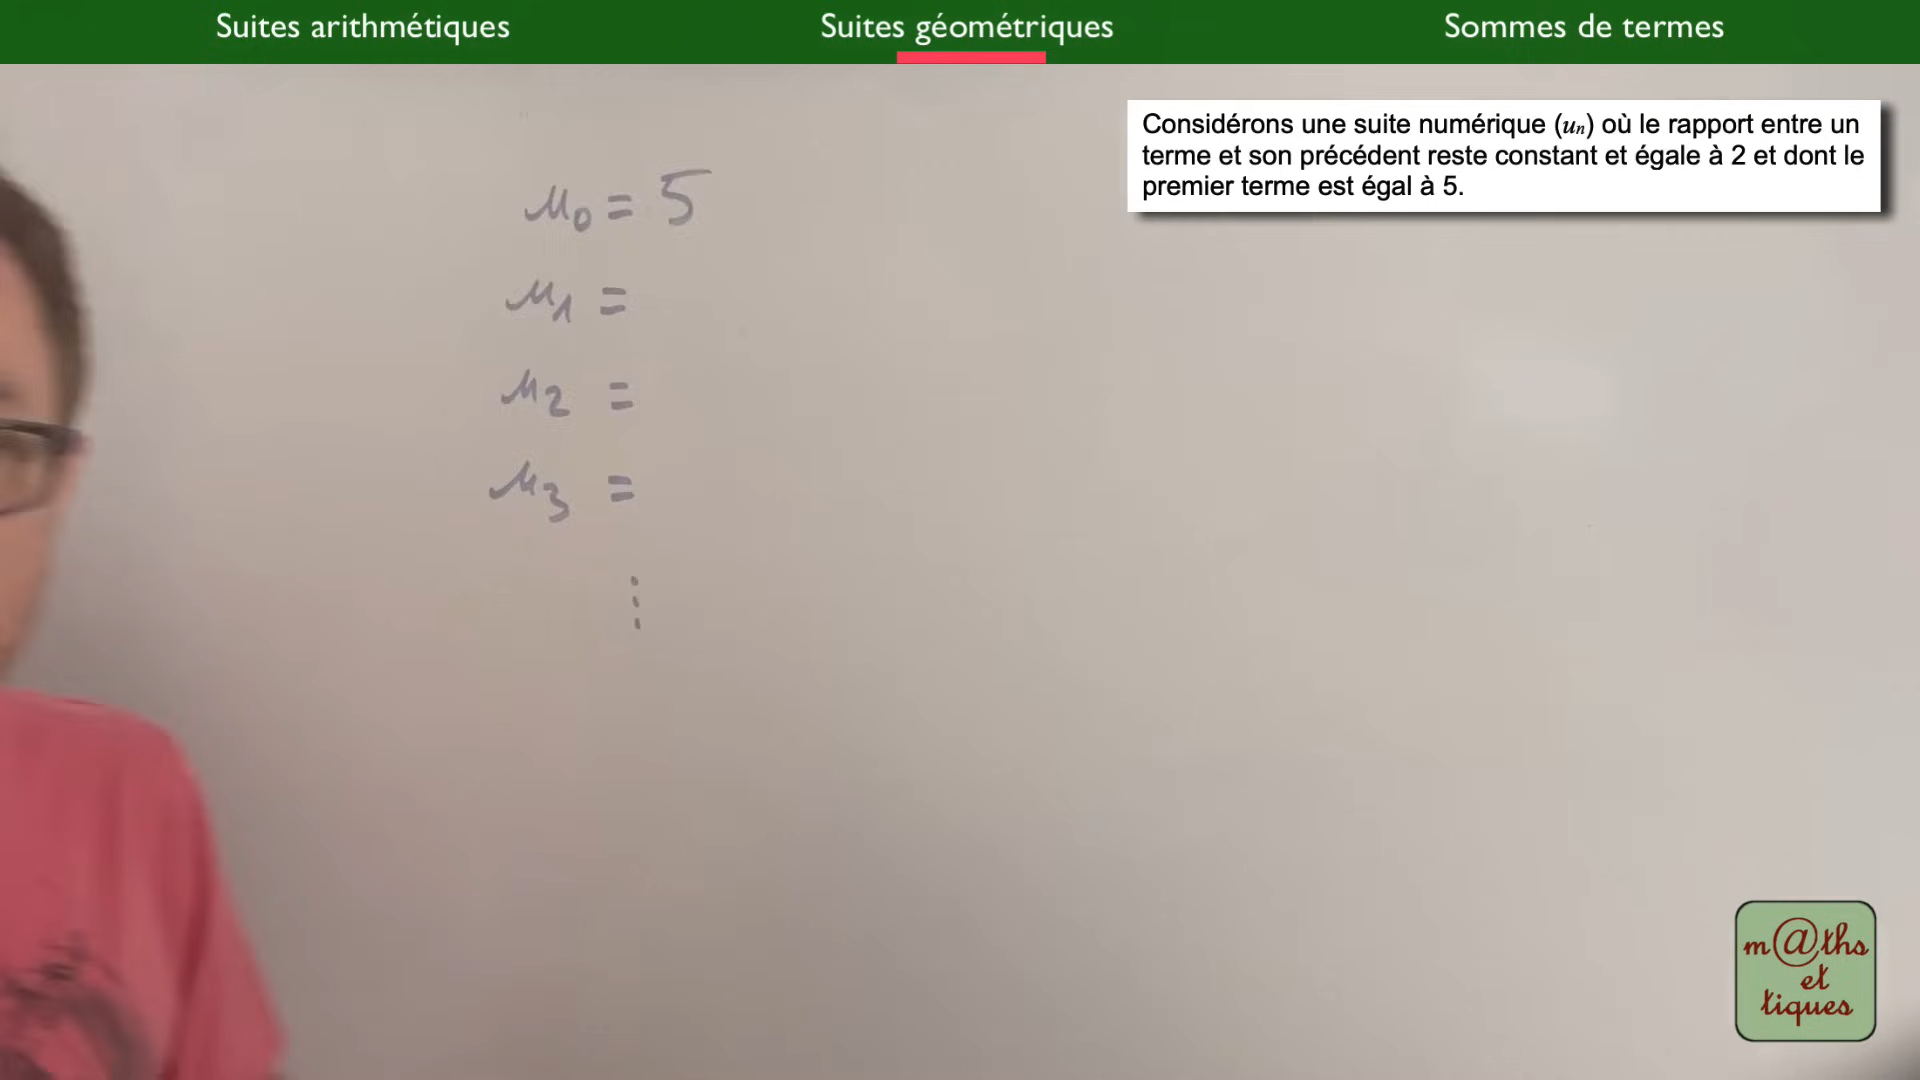 Suites arithmétiques Suites géométriques Sommes de termes
Considérons une suite numérique (un) où le rapport entre un
terme et son précédent reste constant et égale à 2 et dont le
premier terme est égal à 5.
u0 = 5
u1 =
u2 =
u3 =
⋮
m@ths
et
tiques